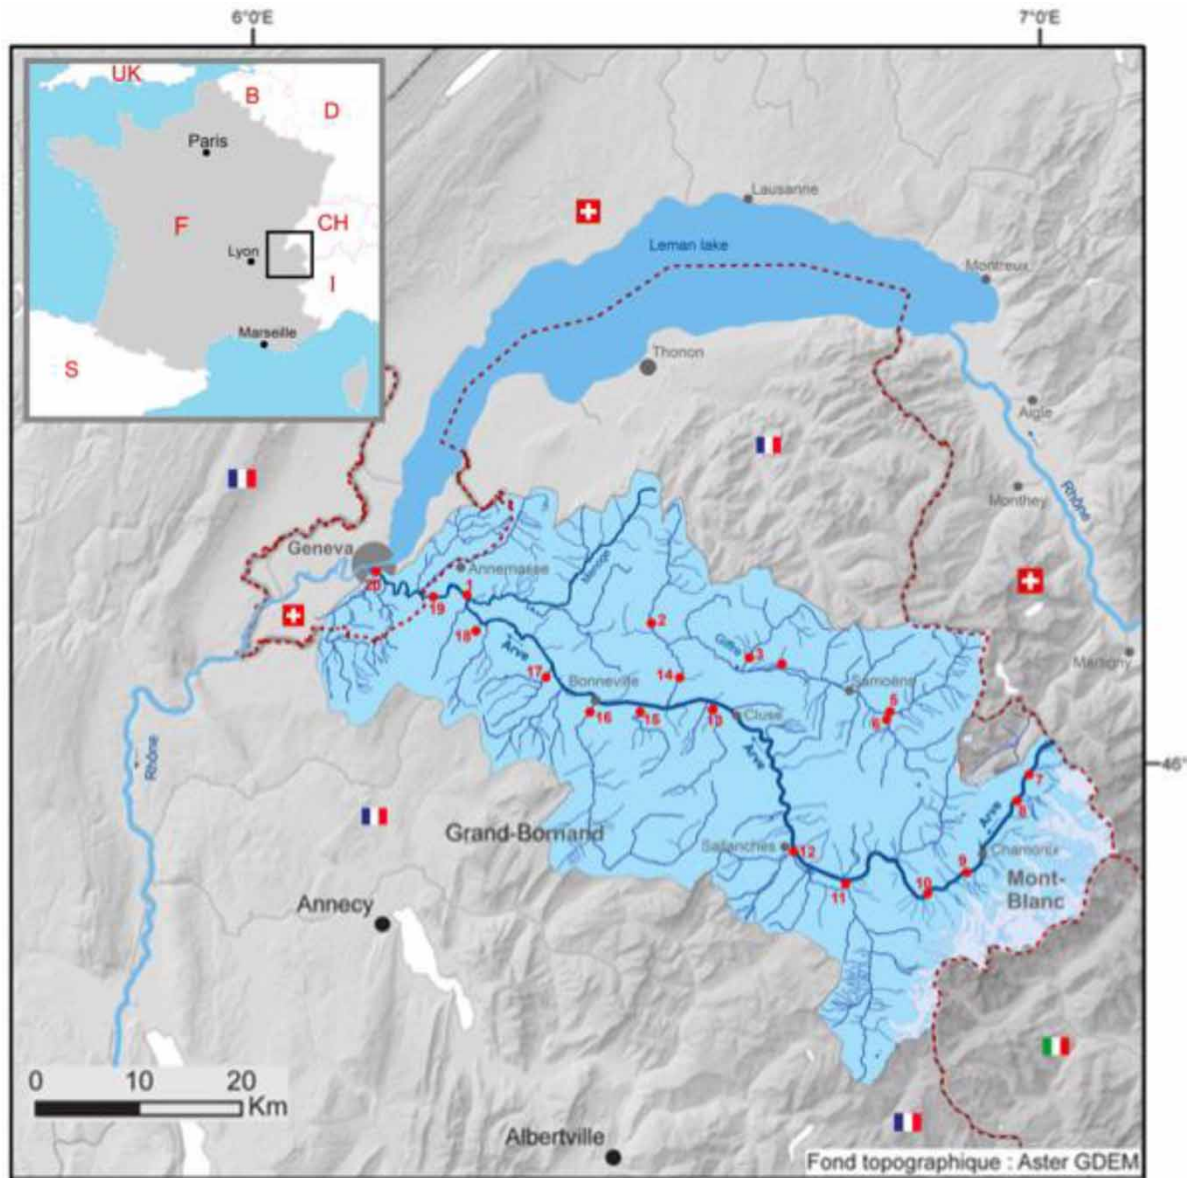 6°0'E
7°0'E
UK
B
D
Paris
F
CH
Lyon
I
Marseille
S
Lausanne
Leman lake
Montreux
Thonon
Aigle
Monthey
Rhône
Geneva
Annemasse
Menoge
20
19
1
18
Arve
2
Giffre
3
Martigny
17
Bonneville
14
Samoëns
5
6
16
15
13
Cluse
Arve
46°
Rhône
7
8
Arve
Grand-Bornand
Sallanches
12
Chamonix
9
11
10
Mont-
Blanc
Annecy
0 10 20
Km
Albertville
Fond topographique : Aster GDEM